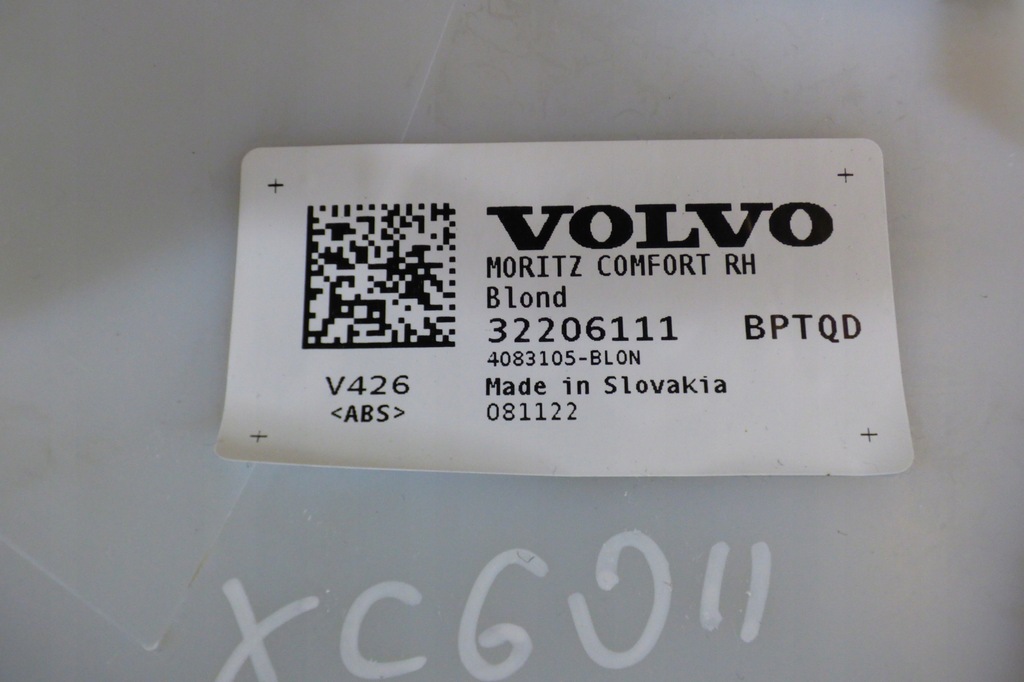 VOLVO
MORITZ COMFORT RH
Blond
32206111 BPTQD
4083105-BLON
V426
Made in Slovakia
<ABS>
081122
XC60 II